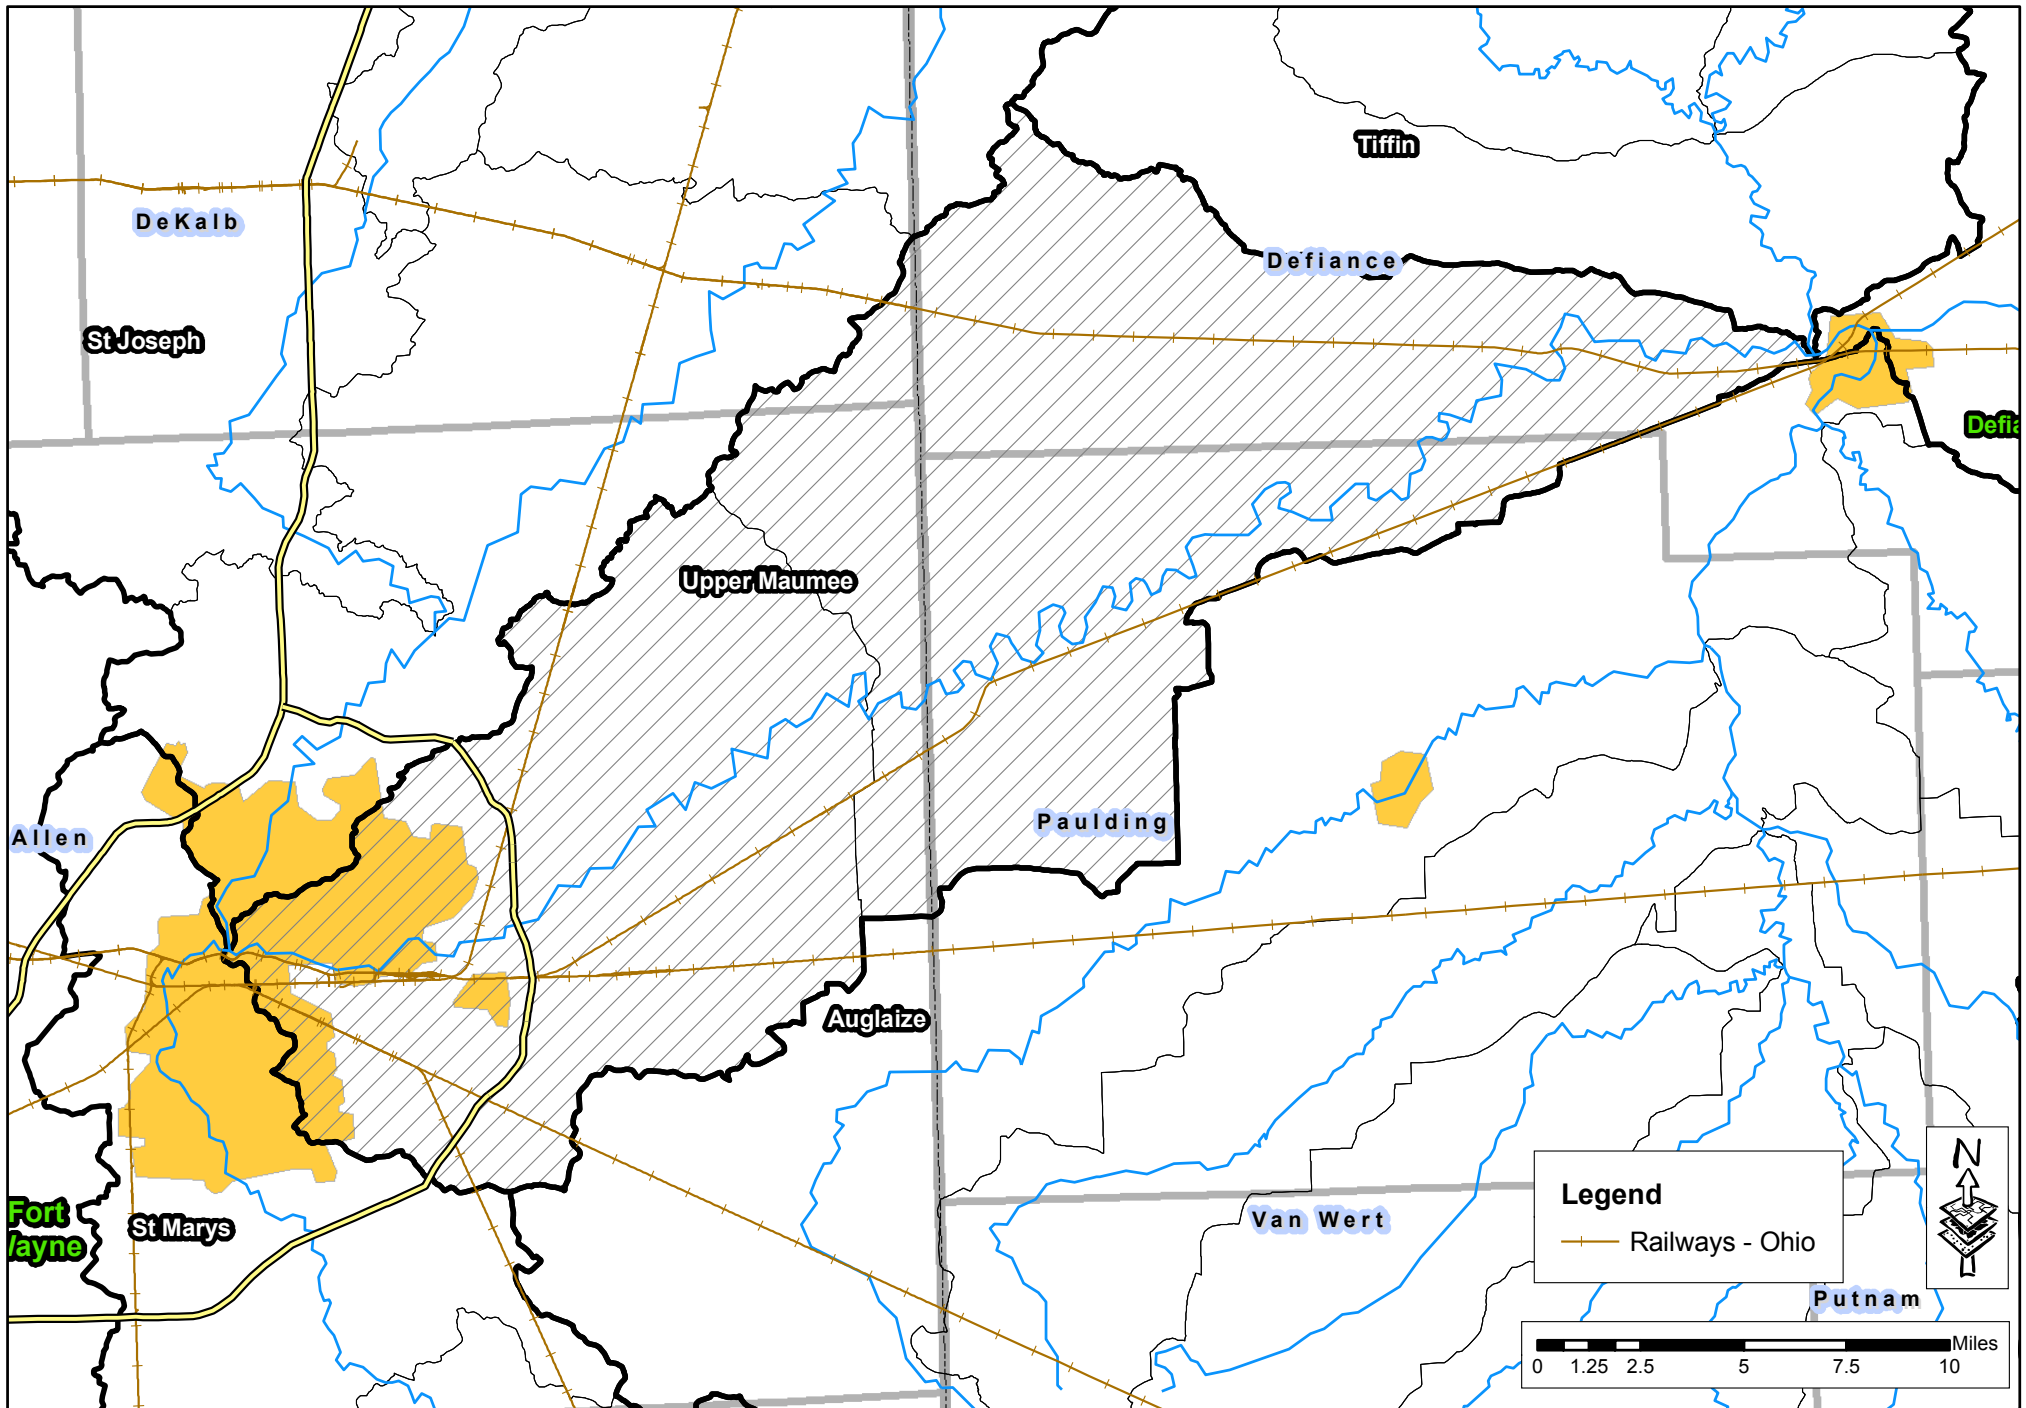 Tiffin
DeKalb
Defiance
St Joseph
Defia
Upper Maumee
Paulding
Allen
Auglaize
Fort
Wayne
St Marys
Van Wert
Legend
Railways - Ohio
N
Putnam
Miles
0 1.25 2.5 5 7.5 10